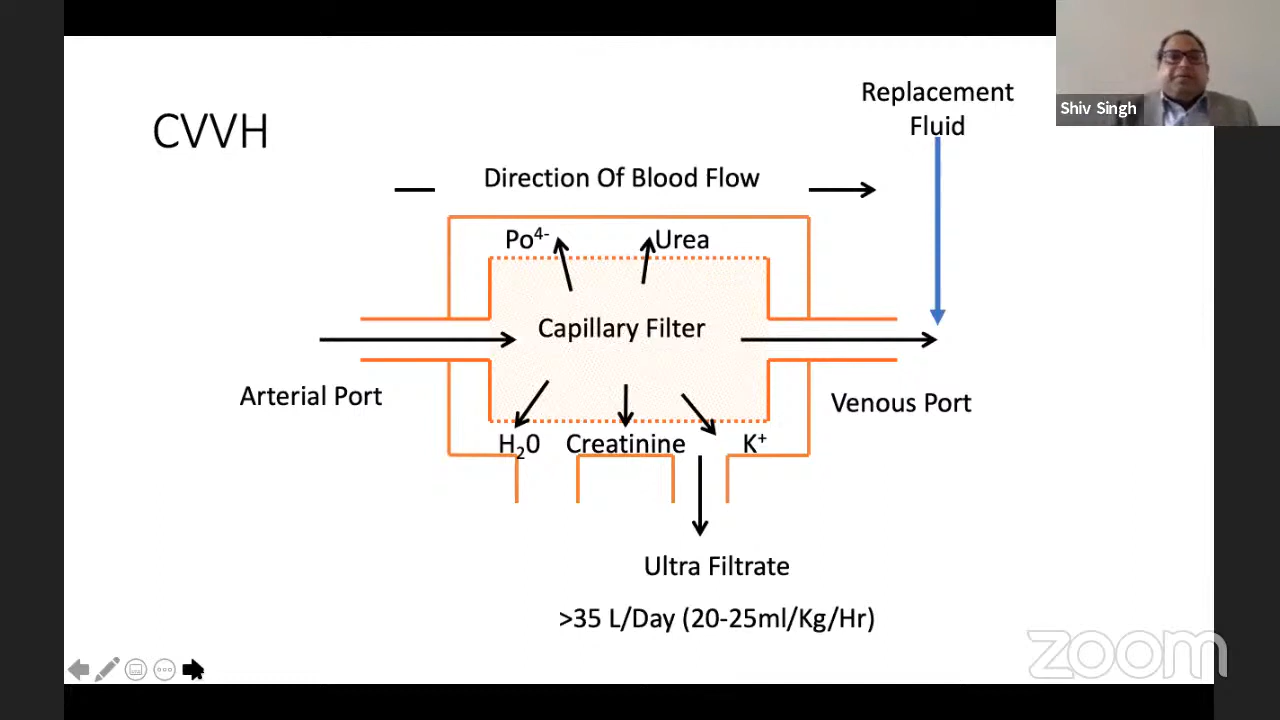 Replacement
Fluid
Shiv Singh
CVVH
Direction Of Blood Flow
Po⁴⁻
Urea
Capillary Filter
Arterial Port
Venous Port
H₂0
Creatinine
K⁺
Ultra Filtrate
>35 L/Day (20-25ml/Kg/Hr)
zoom